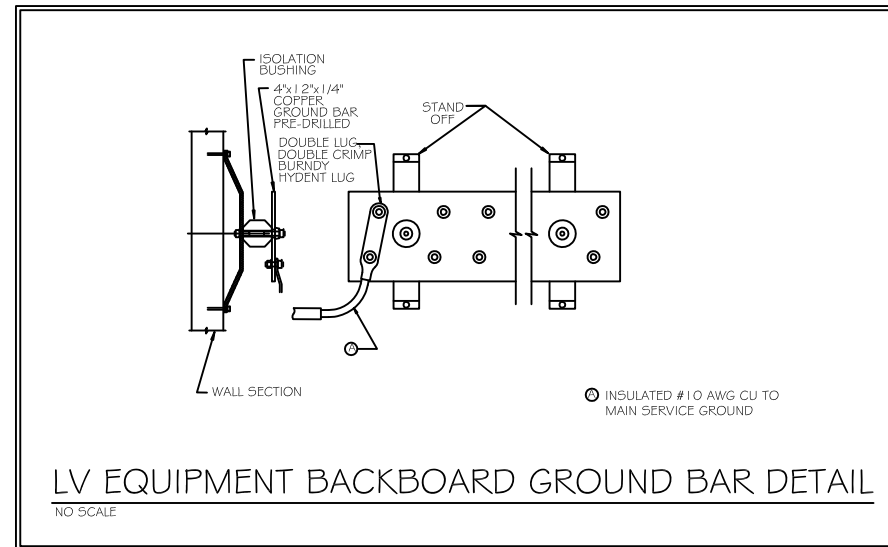 ISOLATION
BUSHING
4"x12"x1/4"
COPPER
GROUND BAR
PRE-DRILLED
DOUBLE LUG,
DOUBLE CRIMP
BURNDY
HYDENT LUG
STAND
OFF
A
WALL SECTION
A INSULATED #10 AWG CU TO
MAIN SERVICE GROUND
LV EQUIPMENT BACKBOARD GROUND BAR DETAIL
NO SCALE